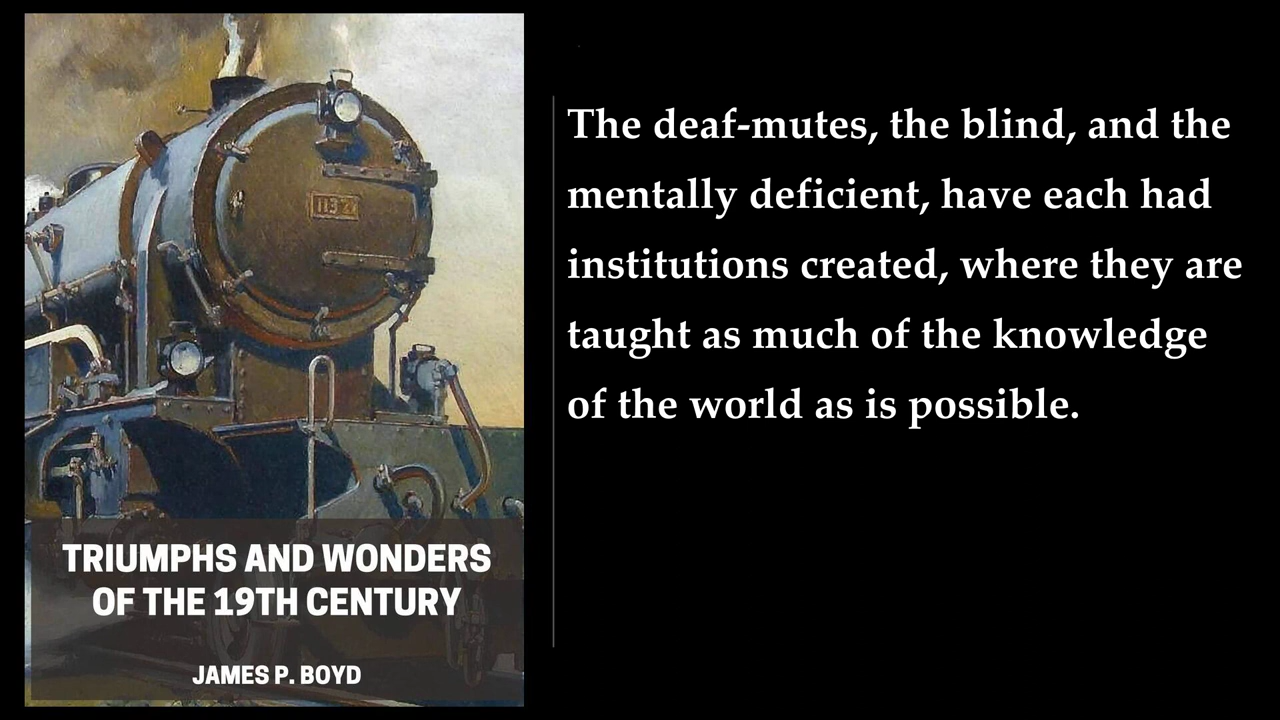 TRIUMPHS AND WONDERS
OF THE 19TH CENTURY
JAMES P. BOYD
The deaf-mutes, the blind, and the
mentally deficient, have each had
institutions created, where they are
taught as much of the knowledge
of the world as is possible.